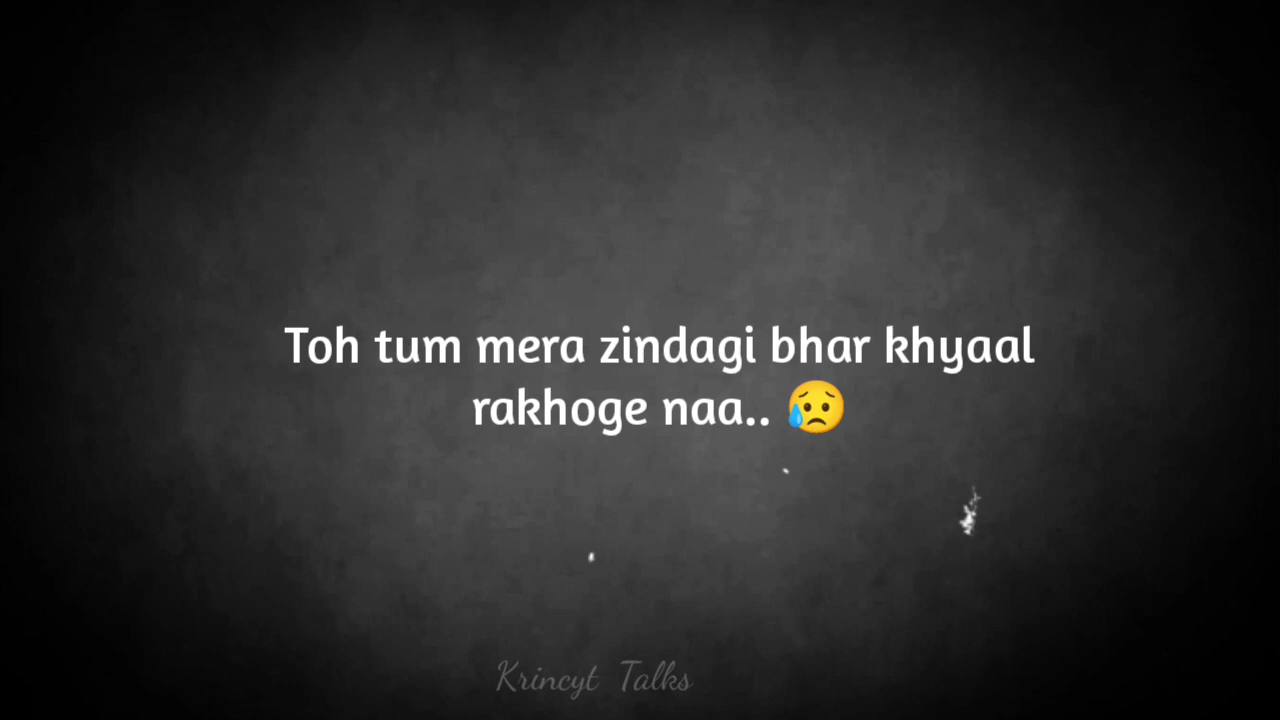 Toh tum mera zindagi bhar khyaal
rakhoge naa.. 😥
Krincyt Talks